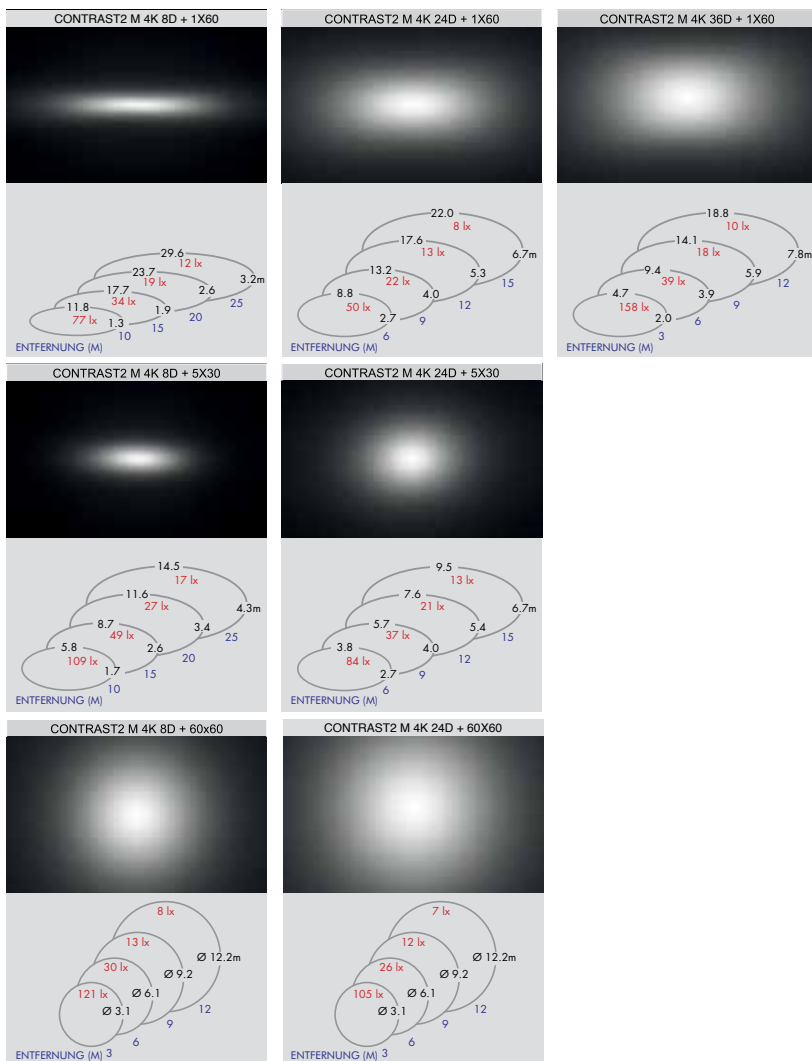 CONTRAST2 M 4K 8D + 1X60
29.6
12 lx
3.2m
23.7
19 lx
2.6
25
17.7
34 lx
1.9
20
11.8
77 lx
1.3
15
10
ENTFERNUNG (M)
CONTRAST2 M 4K 24D + 1X60
22.0
8 lx
6.7m
17.6
13 lx
5.3
15
13.2
22 lx
4.0
12
8.8
50 lx
2.7
9
6
ENTFERNUNG (M)
CONTRAST2 M 4K 36D + 1X60
18.8
10 lx
7.8m
14.1
18 lx
5.9
12
9.4
39 lx
3.9
9
4.7
158 lx
2.0
6
3
ENTFERNUNG (M)
CONTRAST2 M 4K 8D + 5X30
14.5
17 lx
4.3m
11.6
27 lx
3.4
25
8.7
49 lx
2.6
20
5.8
109 lx
1.7
15
10
ENTFERNUNG (M)
CONTRAST2 M 4K 24D + 5X30
9.5
13 lx
6.7m
7.6
21 lx
5.4
15
5.7
37 lx
4.0
12
3.8
84 lx
2.7
9
6
ENTFERNUNG (M)
CONTRAST2 M 4K 8D + 60x60
8 lx
Ø 12.2m
13 lx
Ø 9.2
12
30 lx
Ø 6.1
9
121 lx
Ø 3.1
6
ENTFERNUNG (M) 3
CONTRAST2 M 4K 24D + 60X60
7 lx
Ø 12.2m
12 lx
Ø 9.2
12
26 lx
Ø 6.1
9
105 lx
Ø 3.1
6
ENTFERNUNG (M) 3